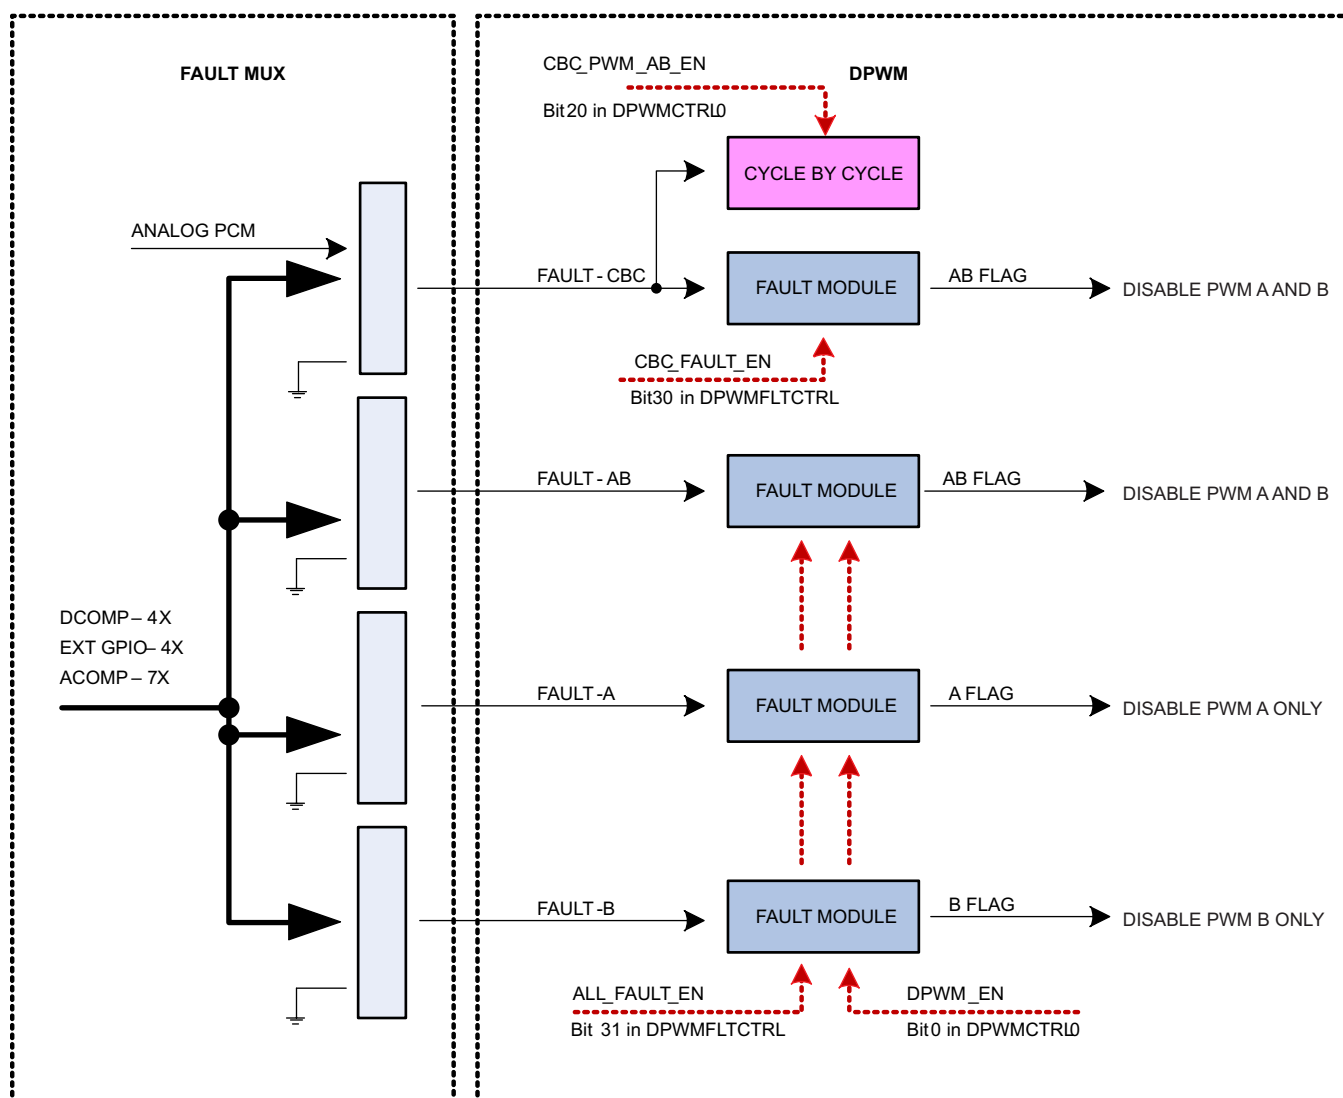 FAULT MUX
DPWM
CBC_PWM_AB_EN
Bit20 in DPWMCTRL0
CYCLE BY CYCLE
ANALOG PCM
FAULT - CBC
FAULT MODULE
AB FLAG
DISABLE PWM A AND B
CBC_FAULT_EN
Bit30 in DPWMFLTCTRL
FAULT - AB
FAULT MODULE
AB FLAG
DISABLE PWM A AND B
DCOMP – 4X
EXT GPIO – 4X
ACOMP – 7X
FAULT -A
FAULT MODULE
A FLAG
DISABLE PWM A ONLY
FAULT -B
FAULT MODULE
B FLAG
DISABLE PWM B ONLY
ALL_FAULT_EN
Bit 31 in DPWMFLTCTRL
DPWM_EN
Bit0 in DPWMCTRL0